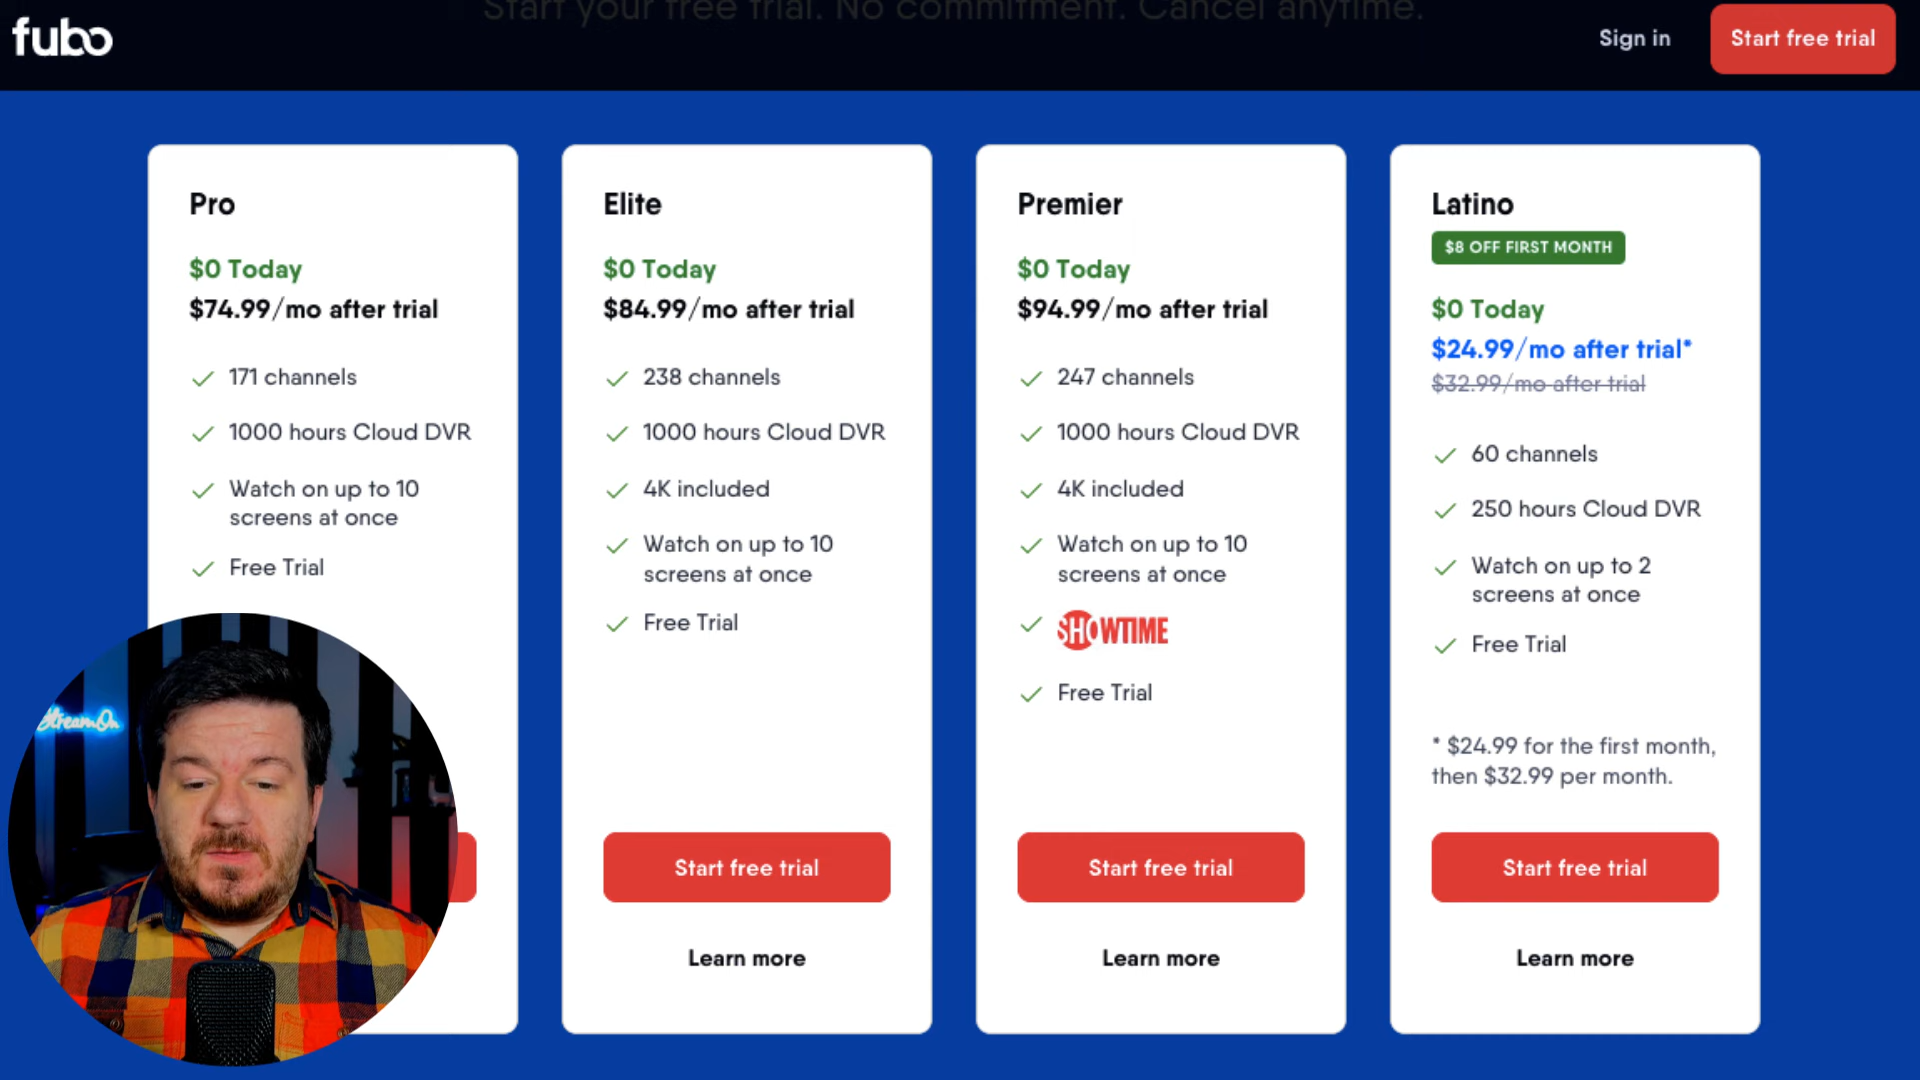 Start your free trial. No commitment. Cancel anytime.
fubo
Sign in
Start free trial
Pro
$0 Today
$74.99/mo after trial
171 channels
1000 hours Cloud DVR
Watch on up to 10
screens at once
Free Trial
Elite
$0 Today
$84.99/mo after trial
238 channels
1000 hours Cloud DVR
4K included
Watch on up to 10
screens at once
Free Trial
Start free trial
Learn more
Premier
$0 Today
$94.99/mo after trial
247 channels
1000 hours Cloud DVR
4K included
Watch on up to 10
screens at once
SHOWTIME
Free Trial
Start free trial
Learn more
Latino
$8 OFF FIRST MONTH
$0 Today
$24.99/mo after trial*
$32.99/mo after trial
60 channels
250 hours Cloud DVR
Watch on up to 2
screens at once
Free Trial
* $24.99 for the first month,
then $32.99 per month.
Start free trial
Learn more
StreamOn